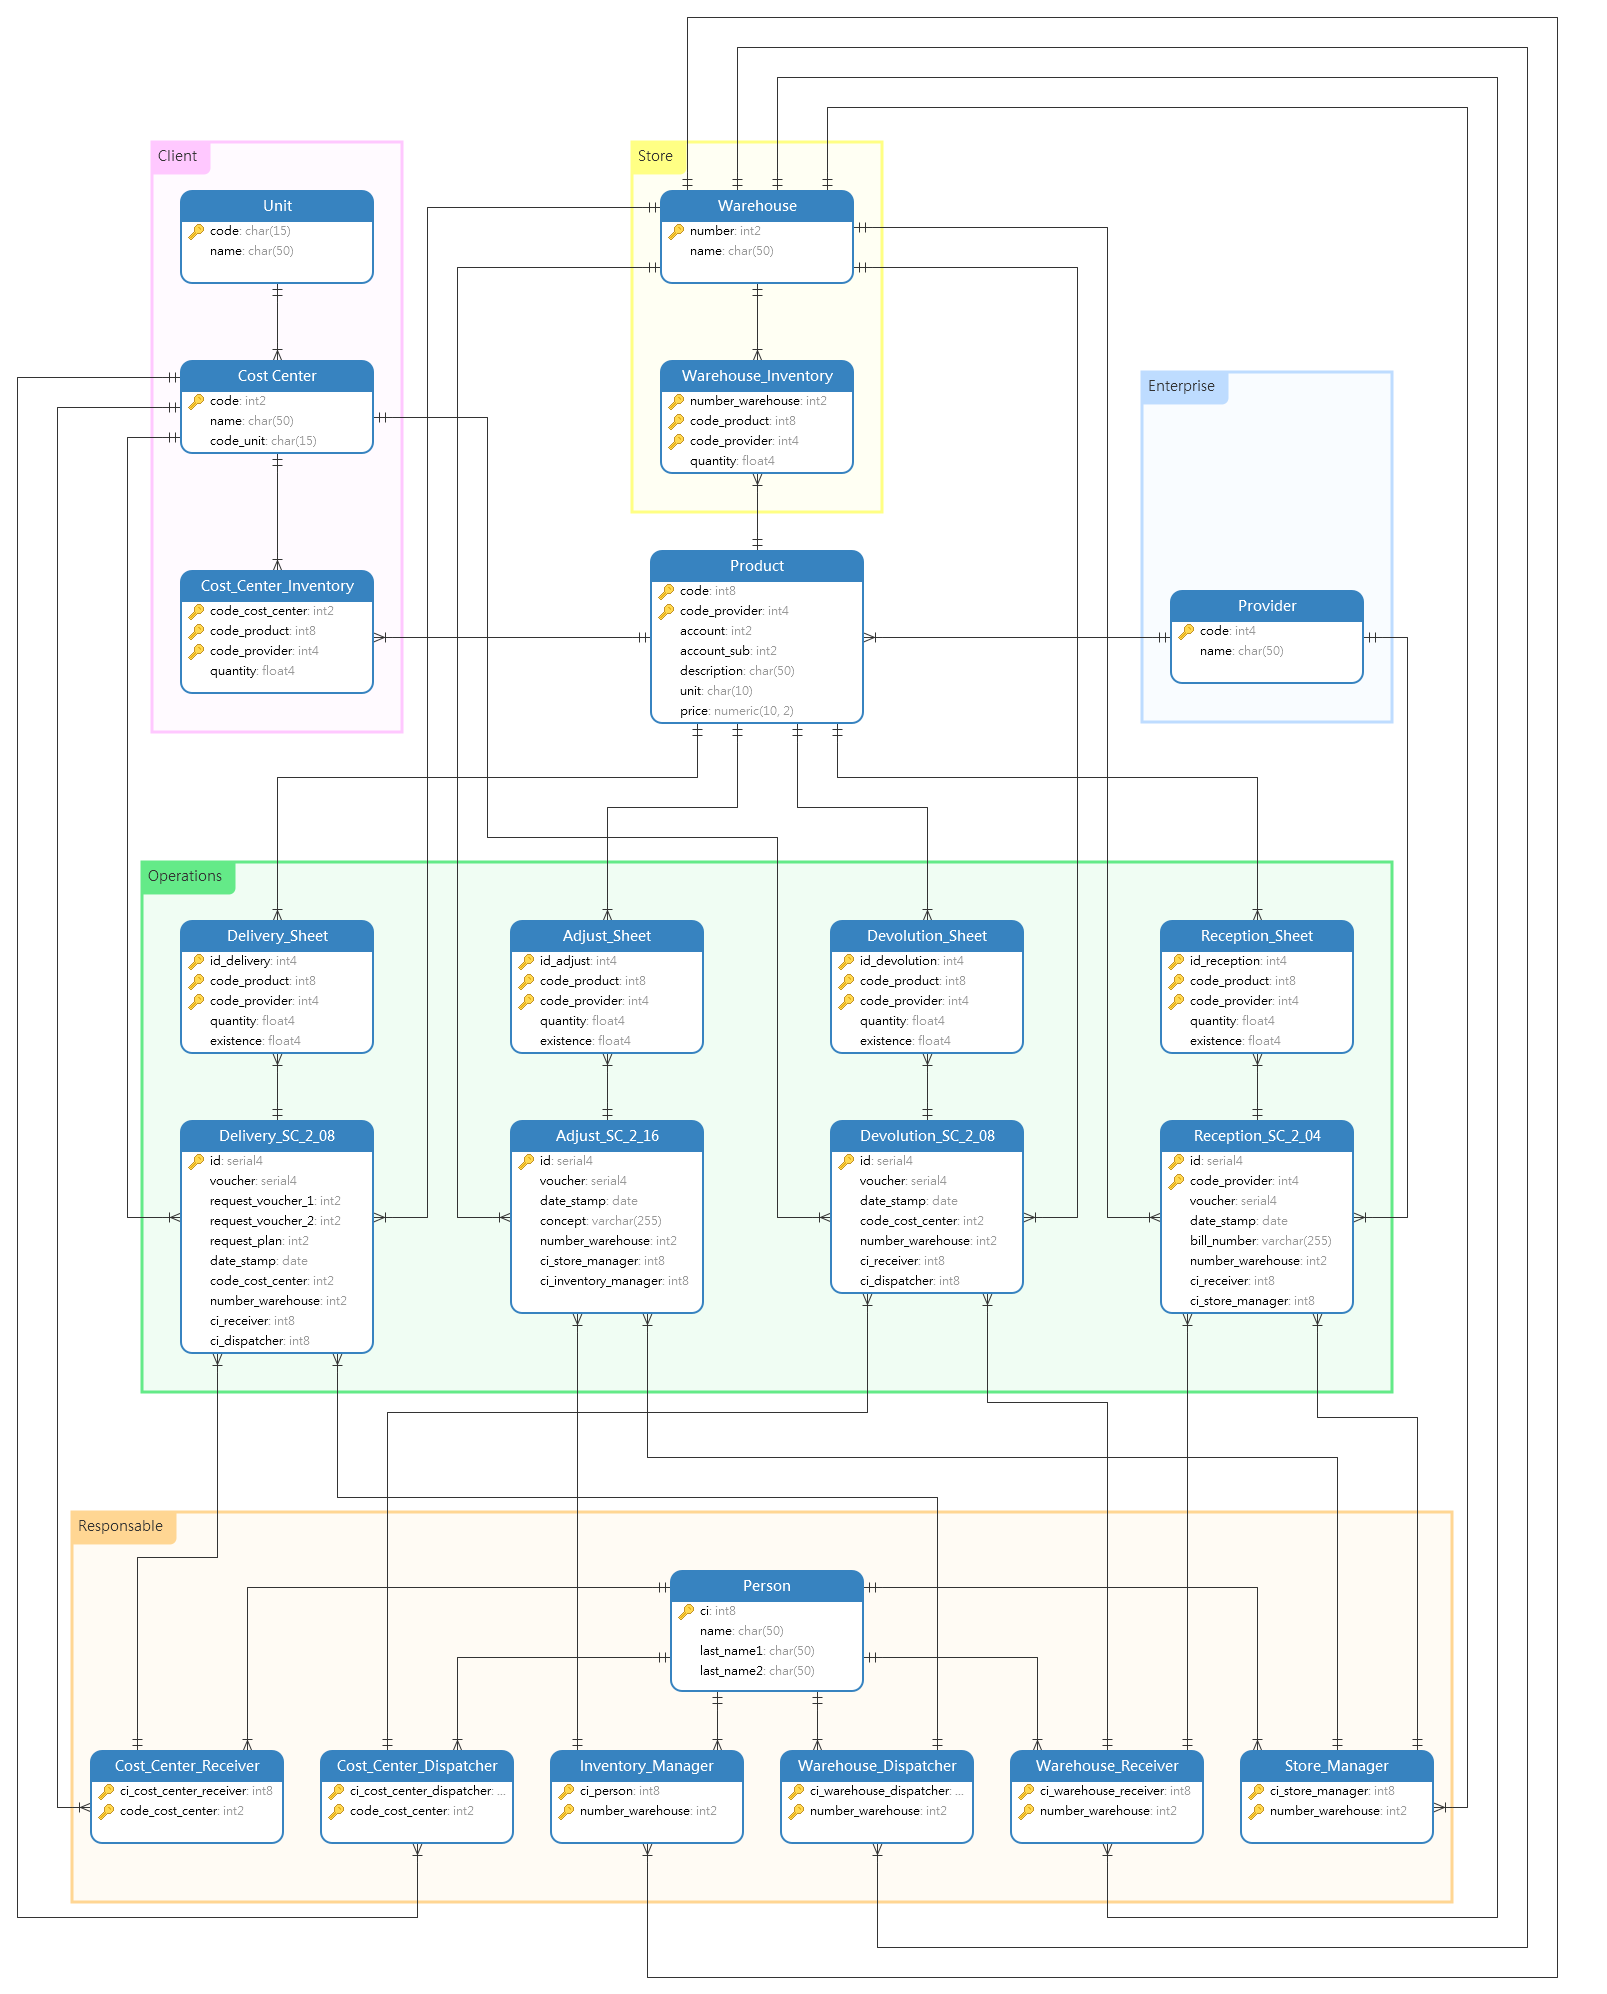 Client
Unit
code: char(15)
name: char(50)
Cost Center
code: int2
name: char(50)
code_unit: char(15)
Cost_Center_Inventory
code_cost_center: int2
code_product: int8
code_provider: int4
quantity: float4
Store
Warehouse
number: int2
name: char(50)
Warehouse_Inventory
number_warehouse: int2
code_product: int8
code_provider: int4
quantity: float4
Product
code: int8
code_provider: int4
account: int2
account_sub: int2
description: char(50)
unit: char(10)
price: numeric(10, 2)
Enterprise
Provider
code: int4
name: char(50)
Operations
Delivery_Sheet
id_delivery: int4
code_product: int8
code_provider: int4
quantity: float4
existence: float4
Adjust_Sheet
id_adjust: int4
code_product: int8
code_provider: int4
quantity: float4
existence: float4
Devolution_Sheet
id_devolution: int4
code_product: int8
code_provider: int4
quantity: float4
existence: float4
Reception_Sheet
id_reception: int4
code_product: int8
code_provider: int4
quantity: float4
existence: float4
Delivery_SC_2_08
id: serial4
voucher: serial4
request_voucher_1: int2
request_voucher_2: int2
request_plan: int2
date_stamp: date
code_cost_center: int2
number_warehouse: int2
ci_receiver: int8
ci_dispatcher: int8
Adjust_SC_2_16
id: serial4
voucher: serial4
date_stamp: date
concept: varchar(255)
number_warehouse: int2
ci_store_manager: int8
ci_inventory_manager: int8
Devolution_SC_2_08
id: serial4
voucher: serial4
date_stamp: date
code_cost_center: int2
number_warehouse: int2
ci_receiver: int8
ci_dispatcher: int8
Reception_SC_2_04
id: serial4
code_provider: int4
voucher: serial4
date_stamp: date
bill_number: varchar(255)
number_warehouse: int2
ci_receiver: int8
ci_store_manager: int8
Responsable
Person
ci: int8
name: char(50)
last_name1: char(50)
last_name2: char(50)
Cost_Center_Receiver
ci_cost_center_receiver: int8
code_cost_center: int2
Cost_Center_Dispatcher
ci_cost_center_dispatcher: ...
code_cost_center: int2
Inventory_Manager
ci_person: int8
number_warehouse: int2
Warehouse_Dispatcher
ci_warehouse_dispatcher: ...
number_warehouse: int2
Warehouse_Receiver
ci_warehouse_receiver: int8
number_warehouse: int2
Store_Manager
ci_store_manager: int8
number_warehouse: int2